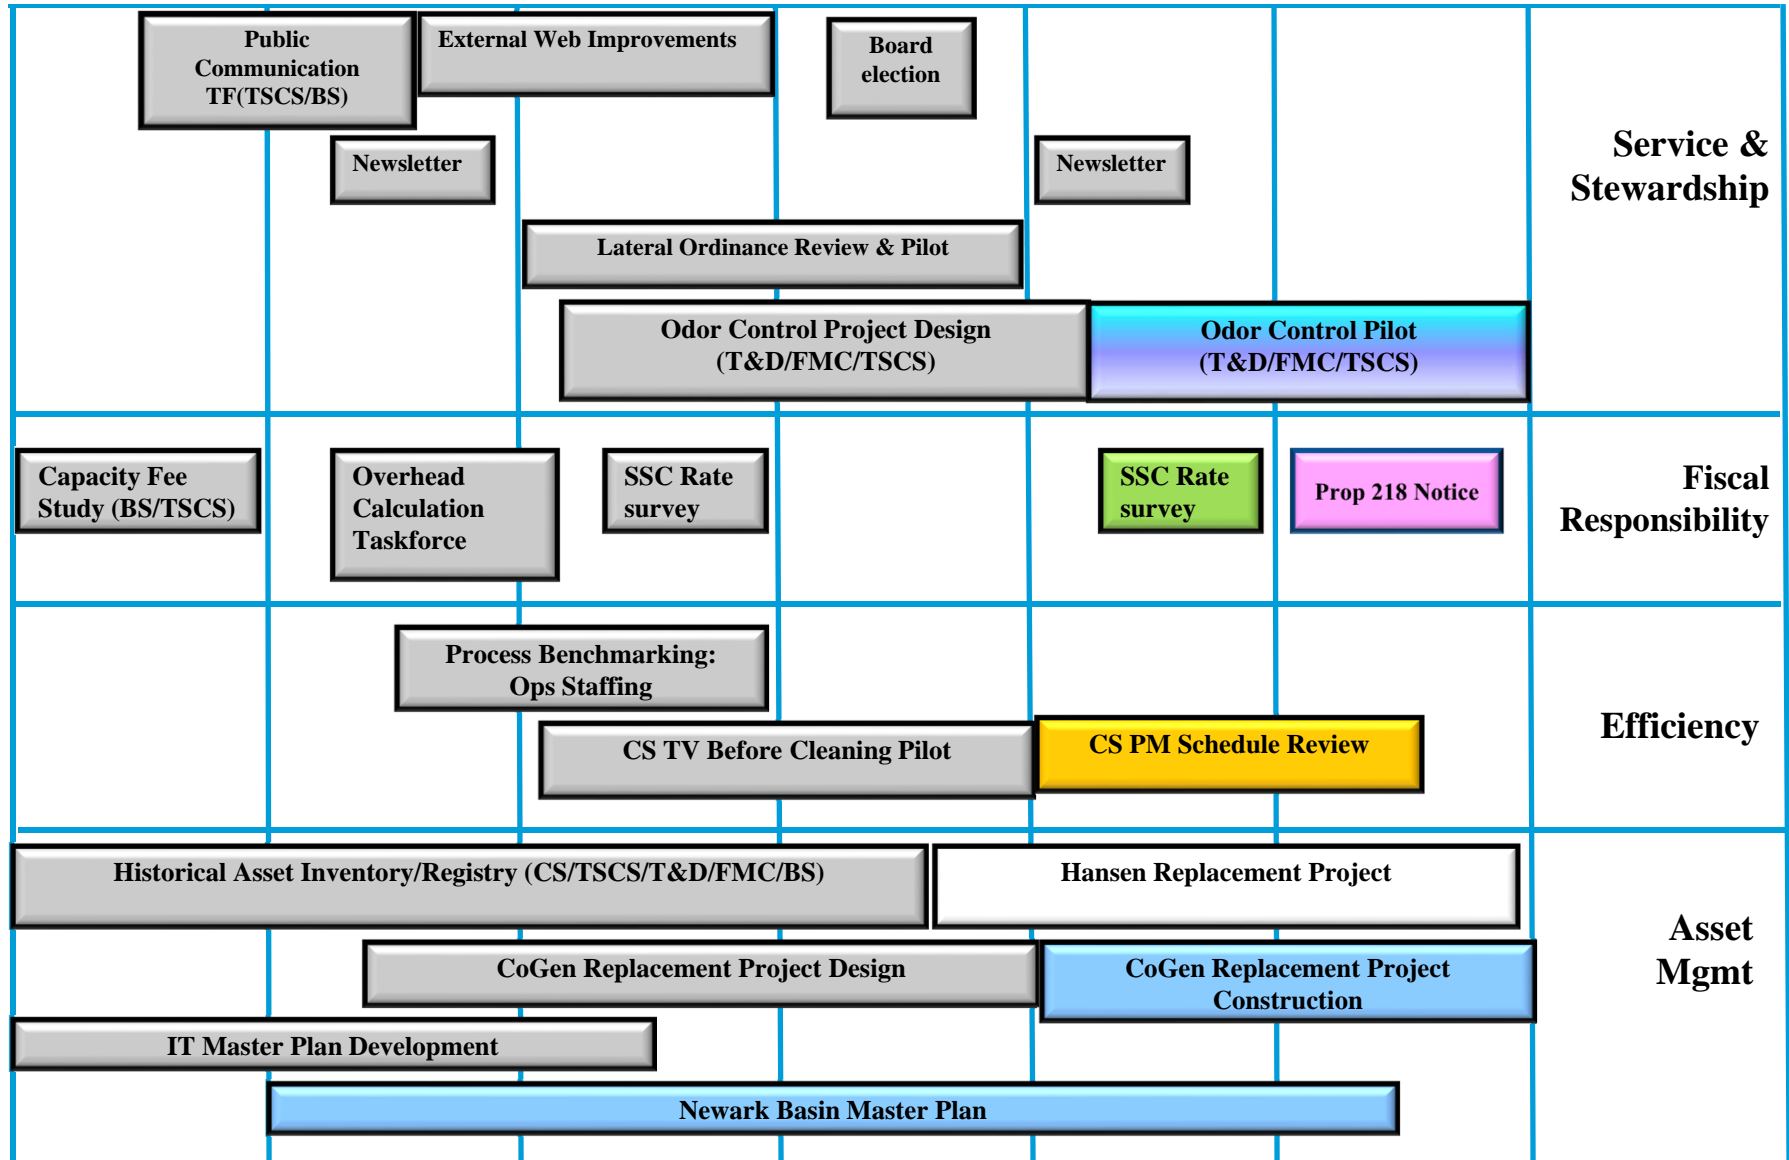 Public
Communication
TF(TSCS/BS)
External Web Improvements
Board
election
Newsletter
Newsletter
Service &
Stewardship
Lateral Ordinance Review & Pilot
Odor Control Project Design
(T&D/FMC/TSCS)
Odor Control Pilot
(T&D/FMC/TSCS)
Capacity Fee
Study (BS/TSCS)
Overhead
Calculation
Taskforce
SSC Rate
survey
SSC Rate
survey
Prop 218 Notice
Fiscal
Responsibility
Process Benchmarking:
Ops Staffing
CS TV Before Cleaning Pilot
CS PM Schedule Review
Efficiency
Historical Asset Inventory/Registry (CS/TSCS/T&D/FMC/BS)
Hansen Replacement Project
CoGen Replacement Project Design
CoGen Replacement Project
Construction
Asset
Mgmt
IT Master Plan Development
Newark Basin Master Plan